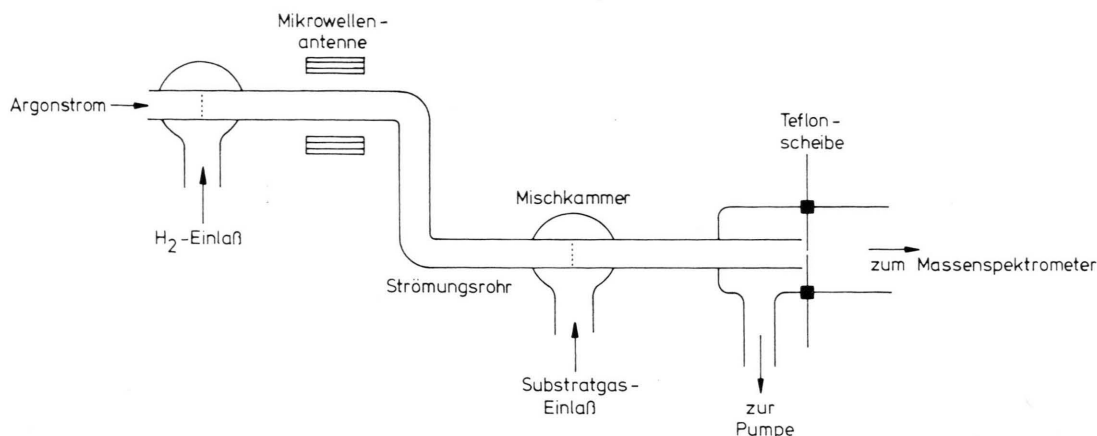 Mikrowellen-
antenne
Argonstrom
H2-Einlaß
Teflon-
scheibe
Mischkammer
Strömungsrohr
zum Massenspektrometer
Substratgas-
Einlaß
zur
Pumpe